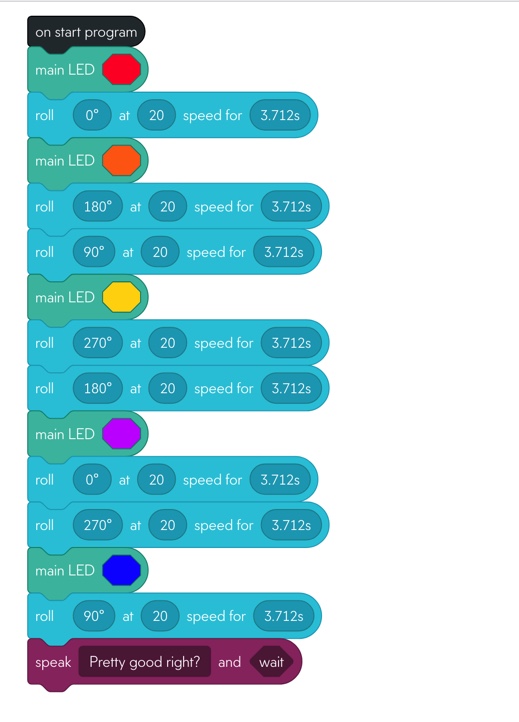 on start program
main LED
roll 0° at 20 speed for 3.712s
main LED
roll 180° at 20 speed for 3.712s
roll 90° at 20 speed for 3.712s
main LED
roll 270° at 20 speed for 3.712s
roll 180° at 20 speed for 3.712s
main LED
roll 0° at 20 speed for 3.712s
roll 270° at 20 speed for 3.712s
main LED
roll 90° at 20 speed for 3.712s
speak Pretty good right? and wait